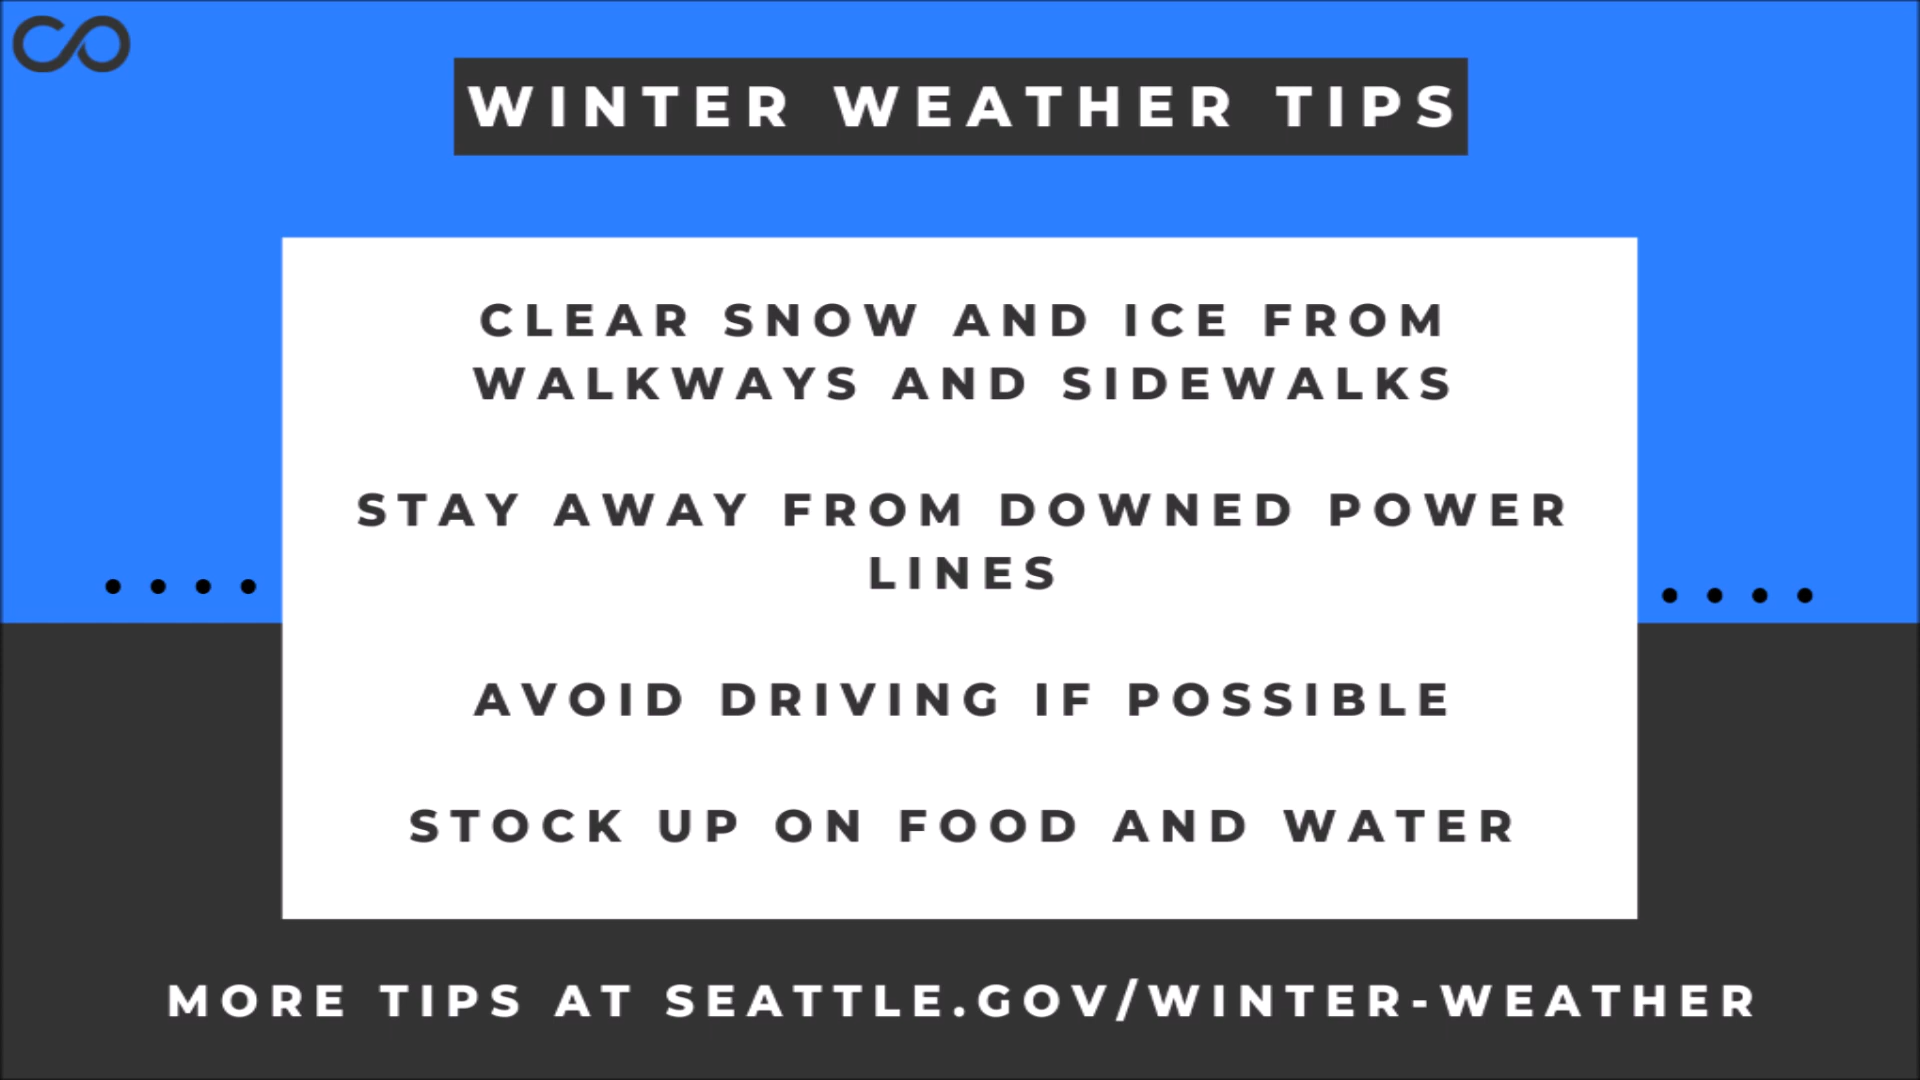 WINTER WEATHER TIPS
CLEAR SNOW AND ICE FROM
WALKWAYS AND SIDEWALKS
STAY AWAY FROM DOWNED POWER
LINES
AVOID DRIVING IF POSSIBLE
STOCK UP ON FOOD AND WATER
MORE TIPS AT SEATTLE.GOV/WINTER-WEATHER